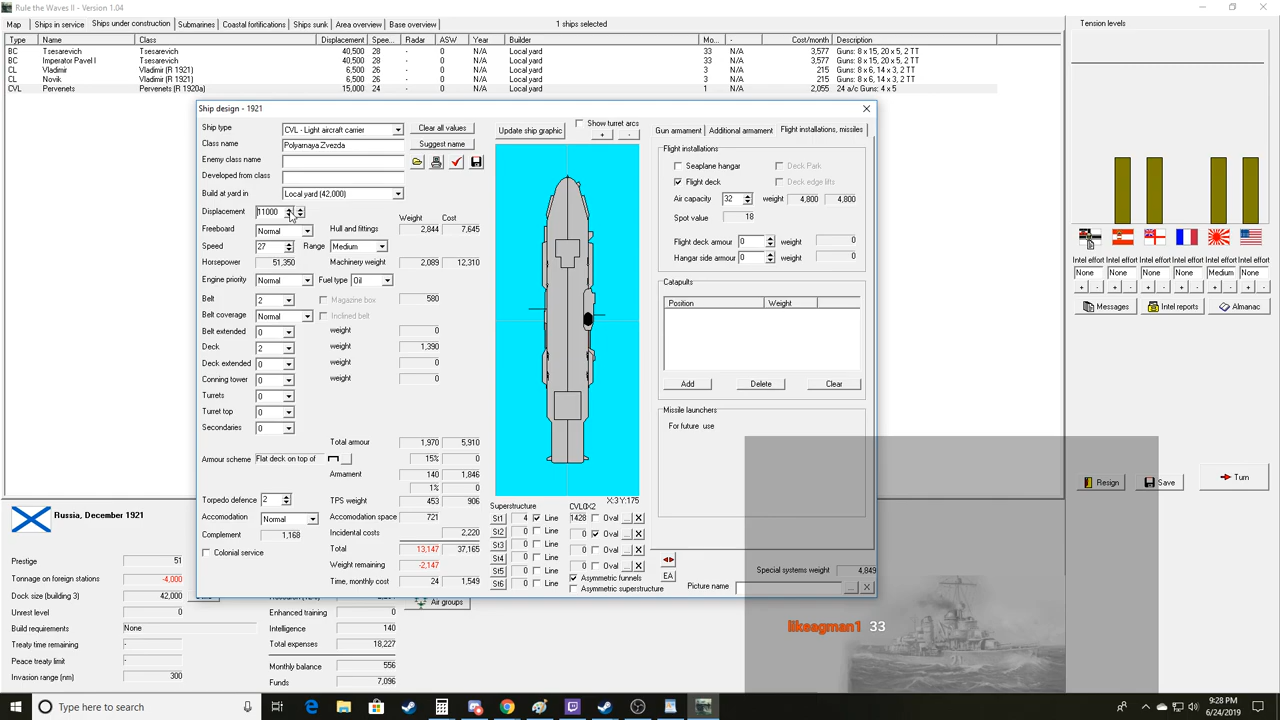 Rule the Waves II - Version 1.04
Map Ships in service Ships under construction Submarines Coastal fortifications Ships sunk Area overview Base overview 1 ships selected
Type Name Class Displacement Spee... Radar ASW Year Builder Mo... - Cost/month Description
BC Tsesarevich Tsesarevich 40,500 28 - 0 N/A Local yard 33 N/A 3,577 Guns: 8 x 15, 20 x 5, 2 TT
BC Imperator Pavel I Tsesarevich 40,500 28 - 0 N/A Local yard 33 N/A 3,577 Guns: 8 x 15, 20 x 5, 2 TT
CL Vladimir Vladimir (R 1921) 6,500 26 - 0 N/A Local yard 3 N/A 215 Guns: 8 x 6, 14 x 3, 2 TT
CL Novik Vladimir (R 1921) 6,500 26 - 0 N/A Local yard 3 N/A 215 Guns: 8 x 6, 14 x 3, 2 TT
CVL Pervenets Pervenets (R 1920a) 15,000 24 - 0 N/A Local yard 1 N/A 2,055 24 a/c Guns: 4 x 5
Ship design - 1921
Ship type CVL - Light aircraft carrier Clear all values
Class name Polyarnaya Zvezda Suggest name
Enemy class name
Developed from class
Build at yard in Local yard (42,000)
Displacement 11000 Weight Cost
Freeboard Normal Hull and fittings 2,844 7,645
Speed 27 Range Medium
Horsepower 51,350 Machinery weight 2,089 12,310
Engine priority Normal Fuel type Oil
Belt 2 Magazine box 580
Belt coverage Normal Inclined belt
Belt extended 0 weight 0
Deck 2 weight 1,390
Deck extended 0 weight 0
Conning tower 0 weight 0
Turrets 0
Turret top 0
Secondaries 0
Total armour 1,970 5,910
Armour scheme Flat deck on top of 15% 0
Armament 140 1,846
1% 0
Torpedo defence 2 TPS weight 453 906
Accomodation Normal Accomodation space 721
Complement 1,168 Incidental costs 2,220
Colonial service Total 13,147 37,165
Weight remaining -2,147
Time, monthly cost 24 1,549
Update ship graphic Show turret arcs
+ -
X:3 Y:175
Superstructure CVL0X2
St1 4 Line 1428 Oval ... X
St2 0 Line 0 Oval ... X
St3 0 Line 0 Oval ... X
St4 0 Line 0 Oval ... X
St5 0 Line Asymmetric funnels
St6 0 Line Asymmetric superstructure
EA
Gun armament Additional armament Flight installations, missiles
Flight installations
Seaplane hangar Deck Park
Flight deck Deck edge lifts
Air capacity 32 weight 4,800 4,800
Spot value 18
Flight deck armour 0 weight 0
Hangar side armour 0 weight 0
Catapults
Position Weight
Add Delete Clear
Missile launchers
For future use
Special systems weight 4,849
Picture name ... X
Tension levels
Intel effort Intel effort Intel effort Intel effort Intel effort Intel effort
None None None None Medium None
+ - + - + - + - + - + -
Messages Intel reports Almanac
Resign Save Turn
Russia, December 1921
Prestige 51
Tonnage on foreign stations -4,000
Dock size (building 3) 42,000
Unrest level 0
Build requirements None
Treaty time remaining -
Peace treaty limit -
Invasion range (nm) 300
Air groups
Enhanced training 0
Intelligence 140
Total expenses 18,227
Monthly balance 556
Funds 7,096
likeagman1 33
Type here to search
9:28 PM
6/24/2019